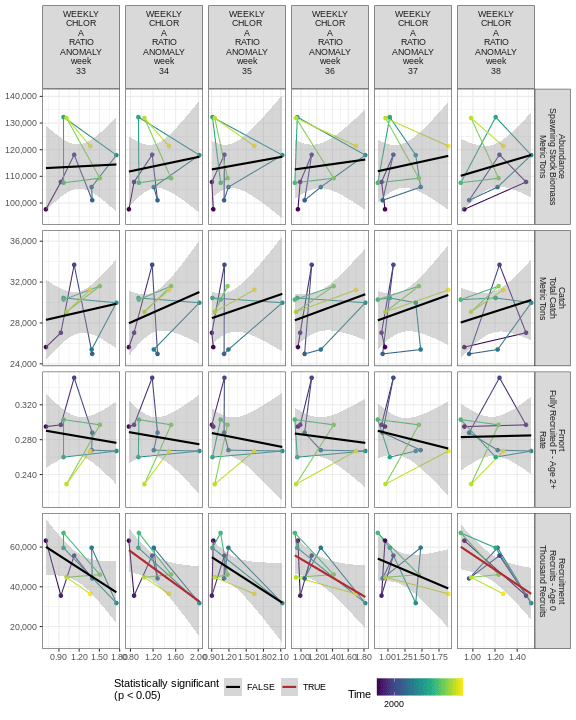 WEEKLY CHLOR A RATIO ANOMALY week 33
WEEKLY CHLOR A RATIO ANOMALY week 34
WEEKLY CHLOR A RATIO ANOMALY week 35
WEEKLY CHLOR A RATIO ANOMALY week 36
WEEKLY CHLOR A RATIO ANOMALY week 37
WEEKLY CHLOR A RATIO ANOMALY week 38
140,000
130,000
120,000
110,000
100,000
Abundance
Spawning Stock Biomass
Metric Tons
36,000
32,000
28,000
24,000
Catch
Total Catch
Metric Tons
0.320
0.280
0.240
Fmort
Fully Recruited F - Age 2+
Rate
60,000
40,000
20,000
Recruitment
Recruits - Age 0
Thousand Recruits
0.90 1.20 1.50 1.80
0.80 1.20 1.60 2.00
0.90 1.20 1.50 1.80 2.10
1.00 1.20 1.40 1.60 1.80
1.00 1.25 1.50 1.75
1.00 1.20 1.40
Statistically significant
(p < 0.05)
FALSE
TRUE
Time
2000